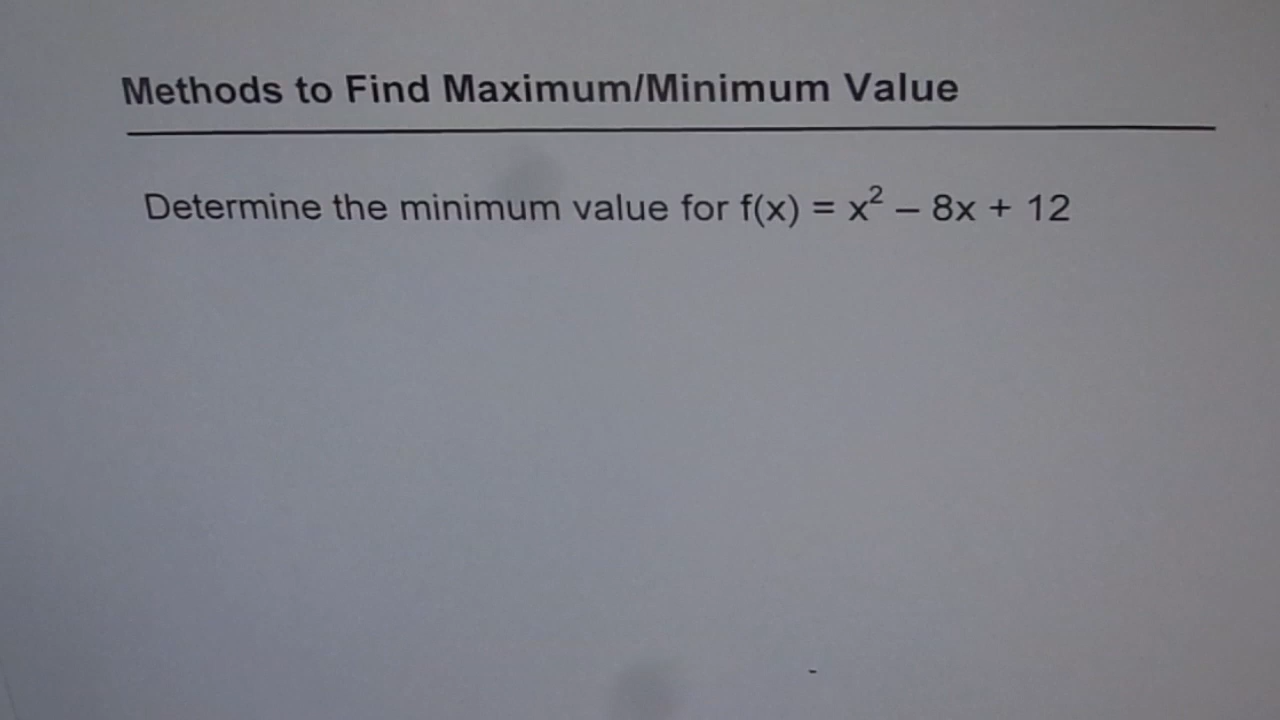 Methods to Find Maximum/Minimum Value
Determine the minimum value for f(x) = x² – 8x + 12